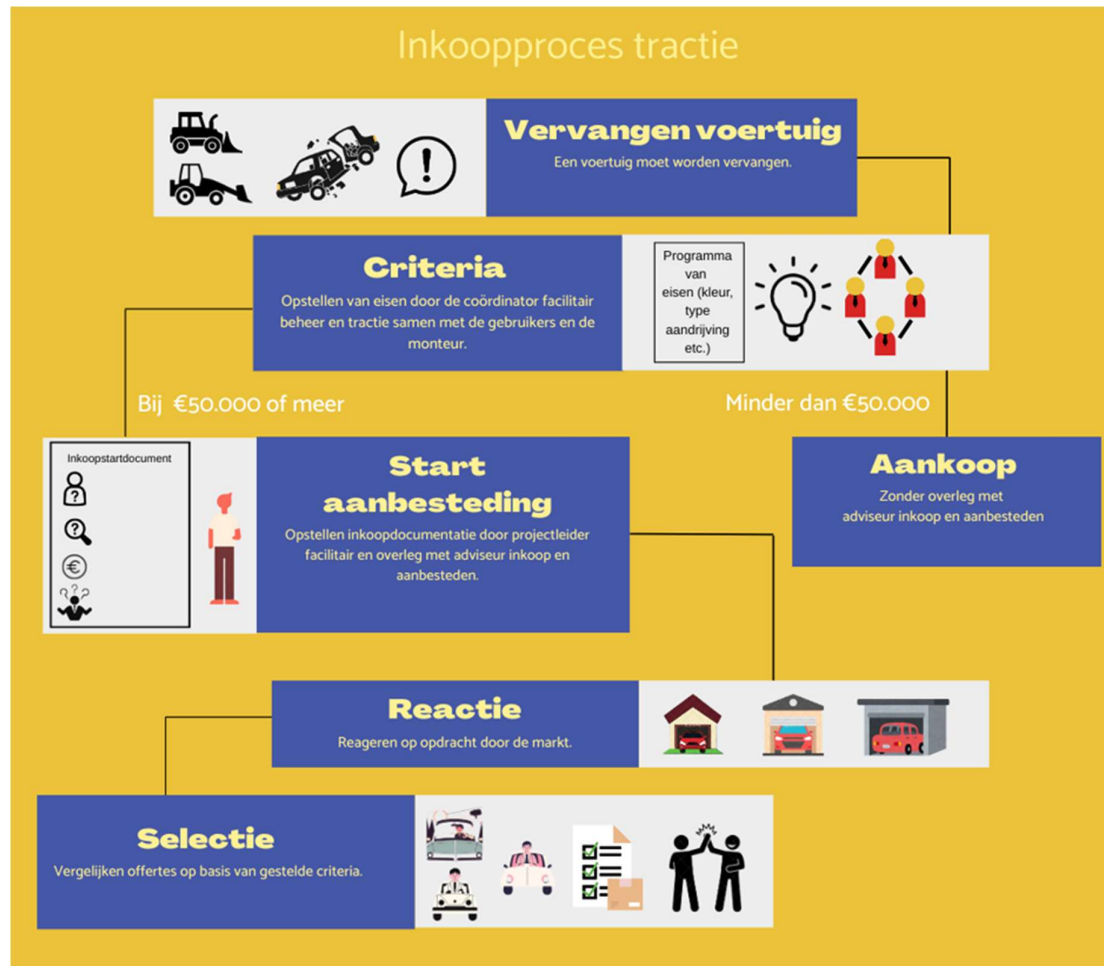 Inkoopproces tractie
Vervangen voertuig
Een voertuig moet worden vervangen.
Criteria
Opstellen van eisen door de coördinator facilitair
beheer en tractie samen met de gebruikers en de
monteur.
Programma
van
eisen (kleur,
type
aandrijving
etc.)
Bij €50.000 of meer
Minder dan €50.000
Inkoopstartdocument
?
?
€
? ? ?
Start
aanbesteding
Opstellen inkoopdocumentatie door projectleider
facilitair en overleg met adviseur inkoop en
aanbesteden.
Aankoop
Zonder overleg met
adviseur inkoop en aanbesteden
Reactie
Reageren op opdracht door de markt.
Selectie
Vergelijken offertes op basis van gestelde criteria.